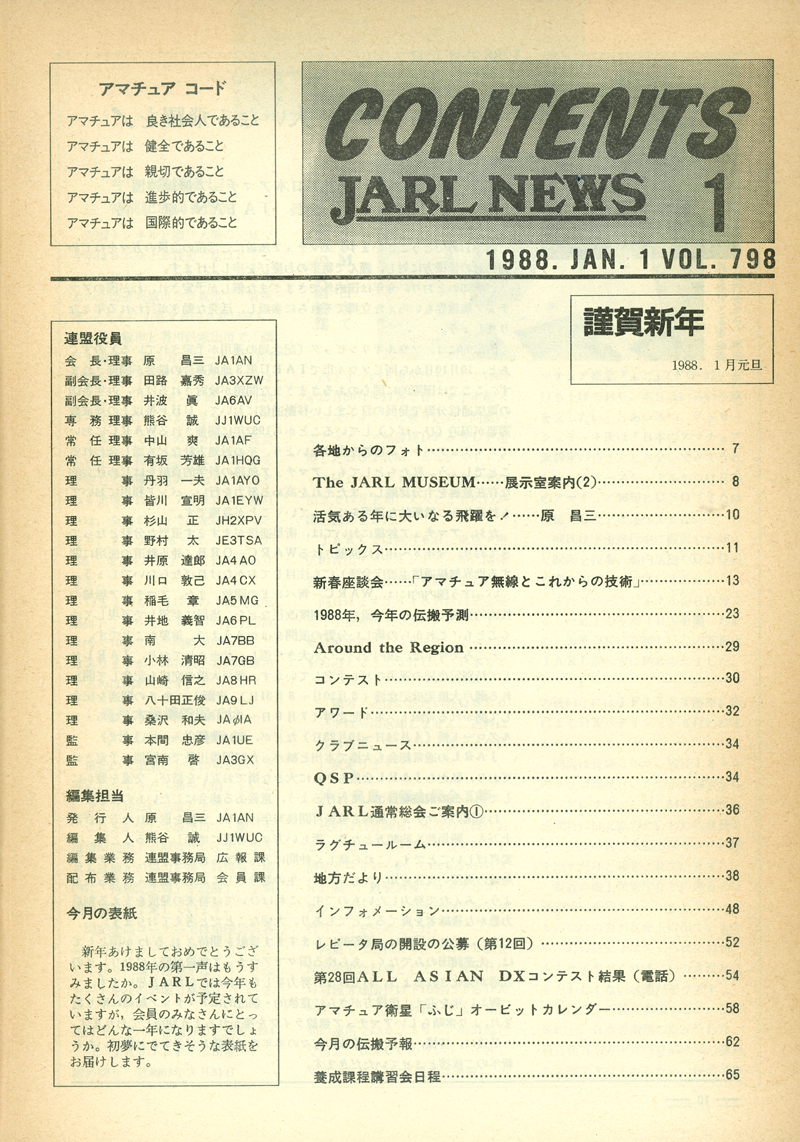 アマチュア コード
アマチュアは 良き社会人であること
アマチュアは 健全であること
アマチュアは 親切であること
アマチュアは 進歩的であること
アマチュアは 国際的であること
CONTENTS
JARL NEWS 1
1988. JAN. 1 VOL. 798
連盟役員
会長・理事 原 昌三 JA1AN
副会長・理事 田路 嘉秀 JA3XZW
副会長・理事 井波 眞 JA6AV
専務理事 熊谷 誠 JJ1WUC
常任理事 中山 爽 JA1AF
常任理事 有坂 芳雄 JA1HQG
理事 丹羽 一夫 JA1AYO
理事 皆川 宣明 JA1EYW
理事 杉山 正 JH2XPV
理事 野村 太 JE3TSA
理事 井原 達郎 JA4AO
理事 川口 敦己 JA4CX
理事 稲毛 章 JA5MG
理事 井地 義智 JA6PL
理事 南 大 JA7BB
理事 小林 清昭 JA7GB
理事 山崎 信之 JA8HR
理事 八十田正俊 JA9LJ
理事 桑沢 和夫 JAφIA
監事 本間 忠彦 JA1UE
監事 宮南 啓 JA3GX
編集担当
発行人 原 昌三 JA1AN
編集人 熊谷 誠 JJ1WUC
編集業務 連盟事務局 広報課
配布業務 連盟事務局 会員課
今月の表紙
新年あけましておめでとうござ
います。1988年の第一声はもうす
みましたか。JARLでは今年も
たくさんのイベントが予定されて
いますが，会員のみなさんにとっ
てはどんな一年になりますでしょ
うか。初夢にでてきそうな表紙を
お届けします。
謹賀新年
1988．1月元旦
各地からのフォト……7
The JARL MUSEUM……展示室案内(2)……8
活気ある年に大いなる飛躍を！……原 昌三……10
トピックス……11
新春座談会……「アマチュア無線とこれからの技術」……13
1988年，今年の伝搬予測……23
Around the Region……29
コンテスト……30
アワード……32
クラブニュース……34
QSP……34
JARL通常総会ご案内①……36
ラグチュールーム……37
地方だより……38
インフォメーション……48
レピータ局の開設の公募（第12回）……52
第28回ALL ASIAN DXコンテスト結果（電話）……54
アマチュア衛星「ふじ」オービットカレンダー……58
今月の伝搬予報……62
養成課程講習会日程……65